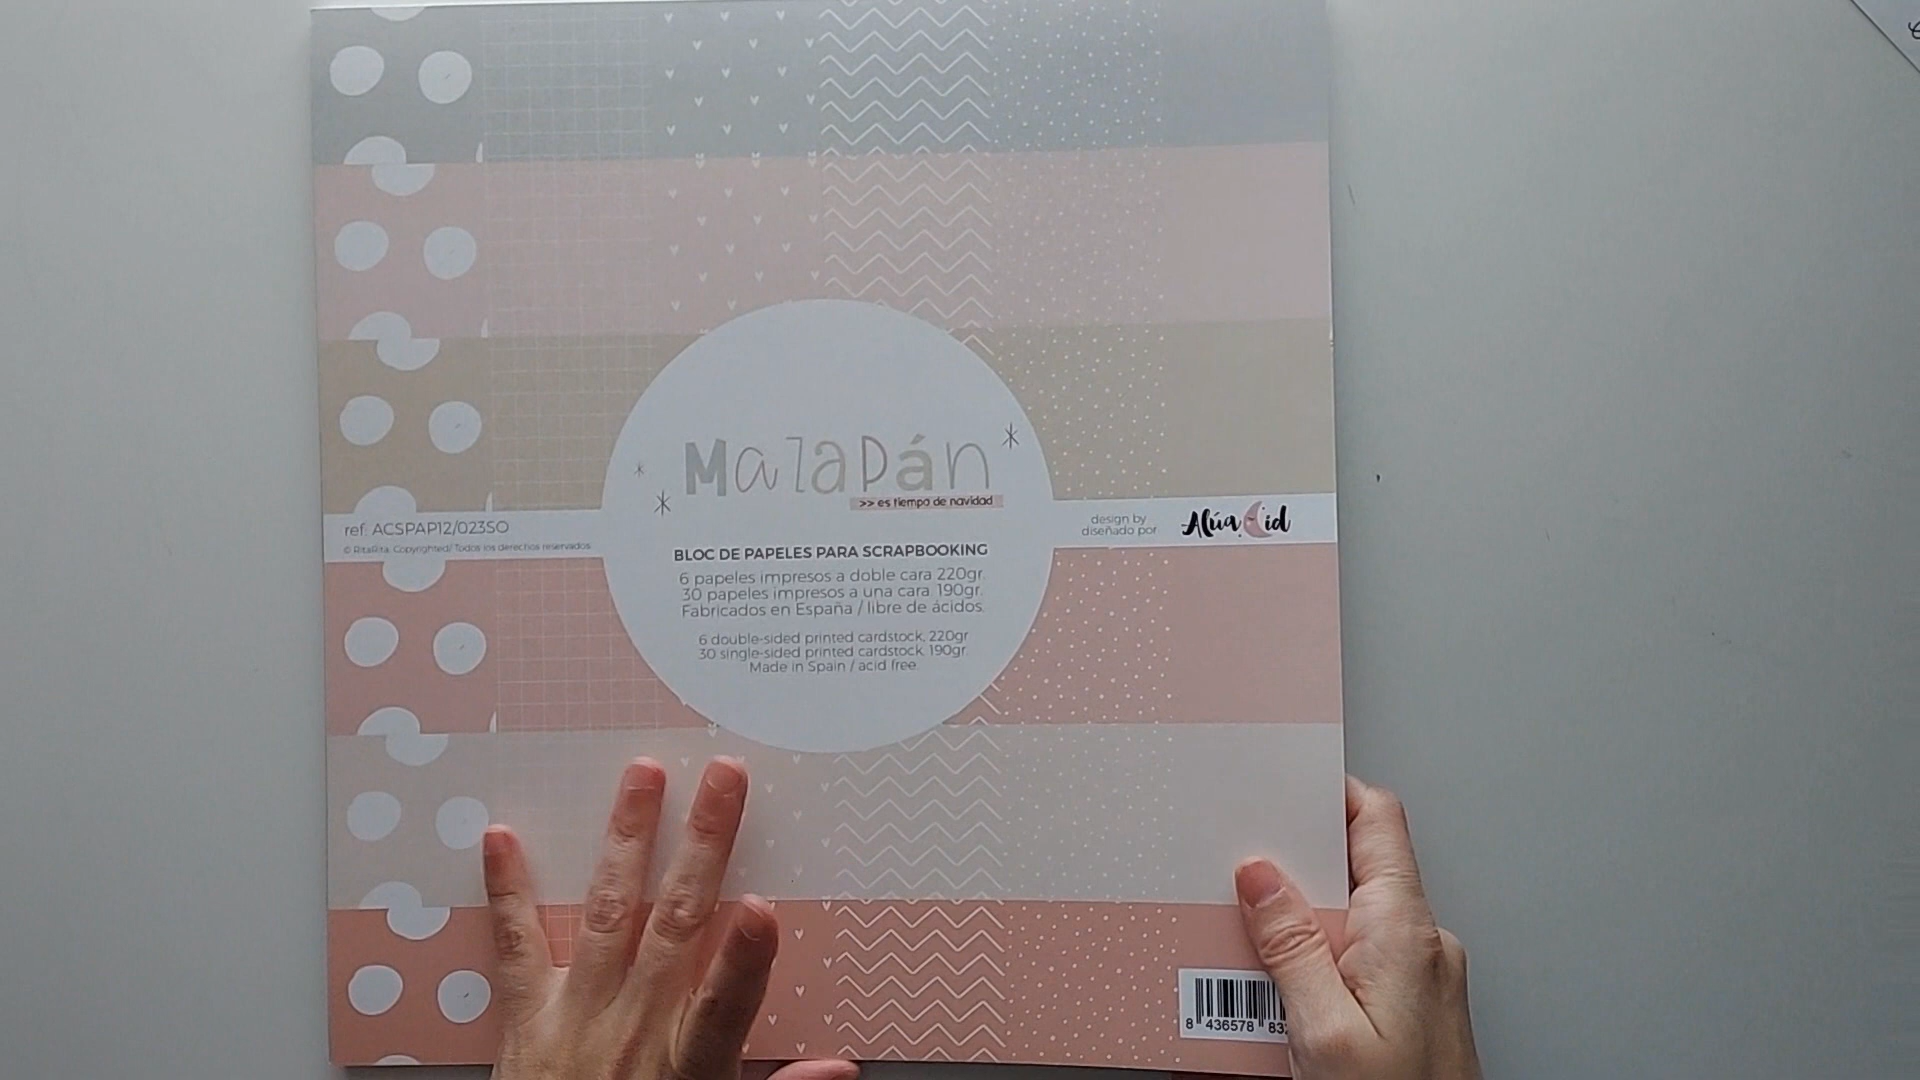 MazaPán
>> es tiempo de navidad
ref. ACSPAP12/023SO
© RitaRita. Copyrighted/ Todos los derechos reservados.
design by
diseñado por
Alúa Cid
BLOC DE PAPELES PARA SCRAPBOOKING
6 papeles impresos a doble cara 220gr.
30 papeles impresos a una cara 190gr.
Fabricados en España / libre de ácidos.
6 double-sided printed cardstock, 220gr
30 single-sided printed cardstock, 190gr.
Made in Spain / acid free.
8 436578